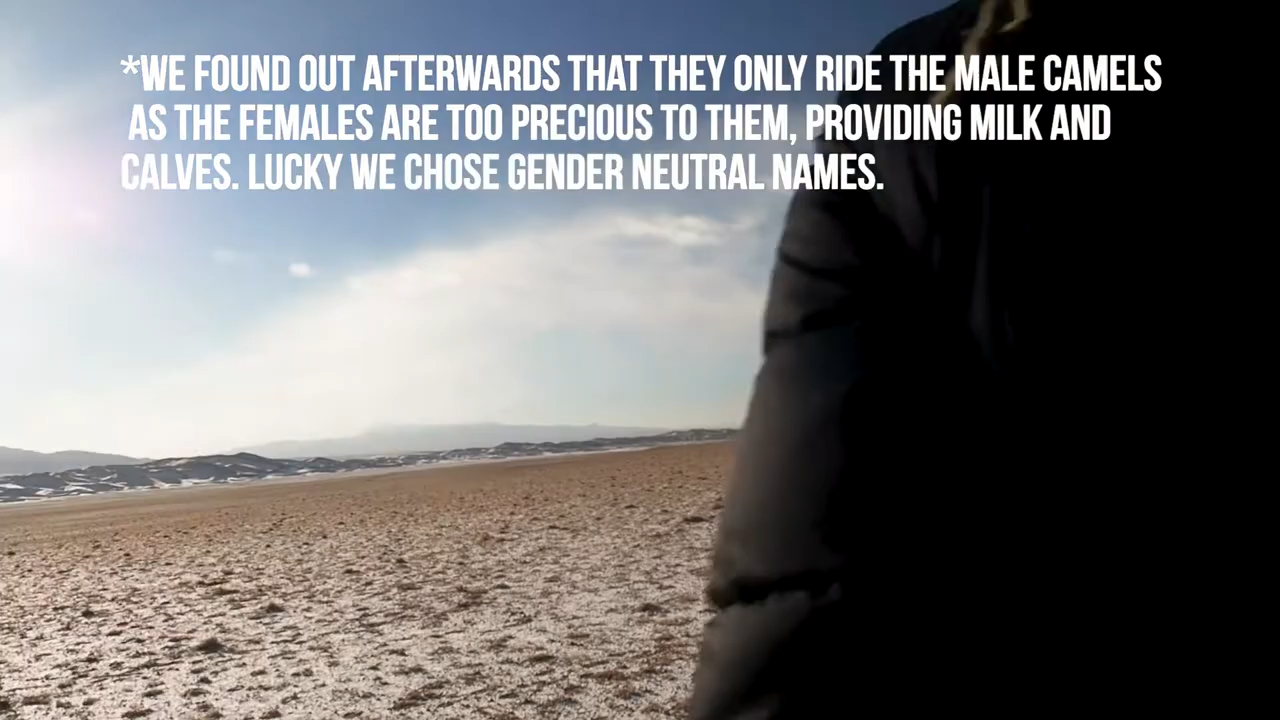 *WE FOUND OUT AFTERWARDS THAT THEY ONLY RIDE THE MALE CAMELS
AS THE FEMALES ARE TOO PRECIOUS TO THEM, PROVIDING MILK AND
CALVES. LUCKY WE CHOSE GENDER NEUTRAL NAMES.